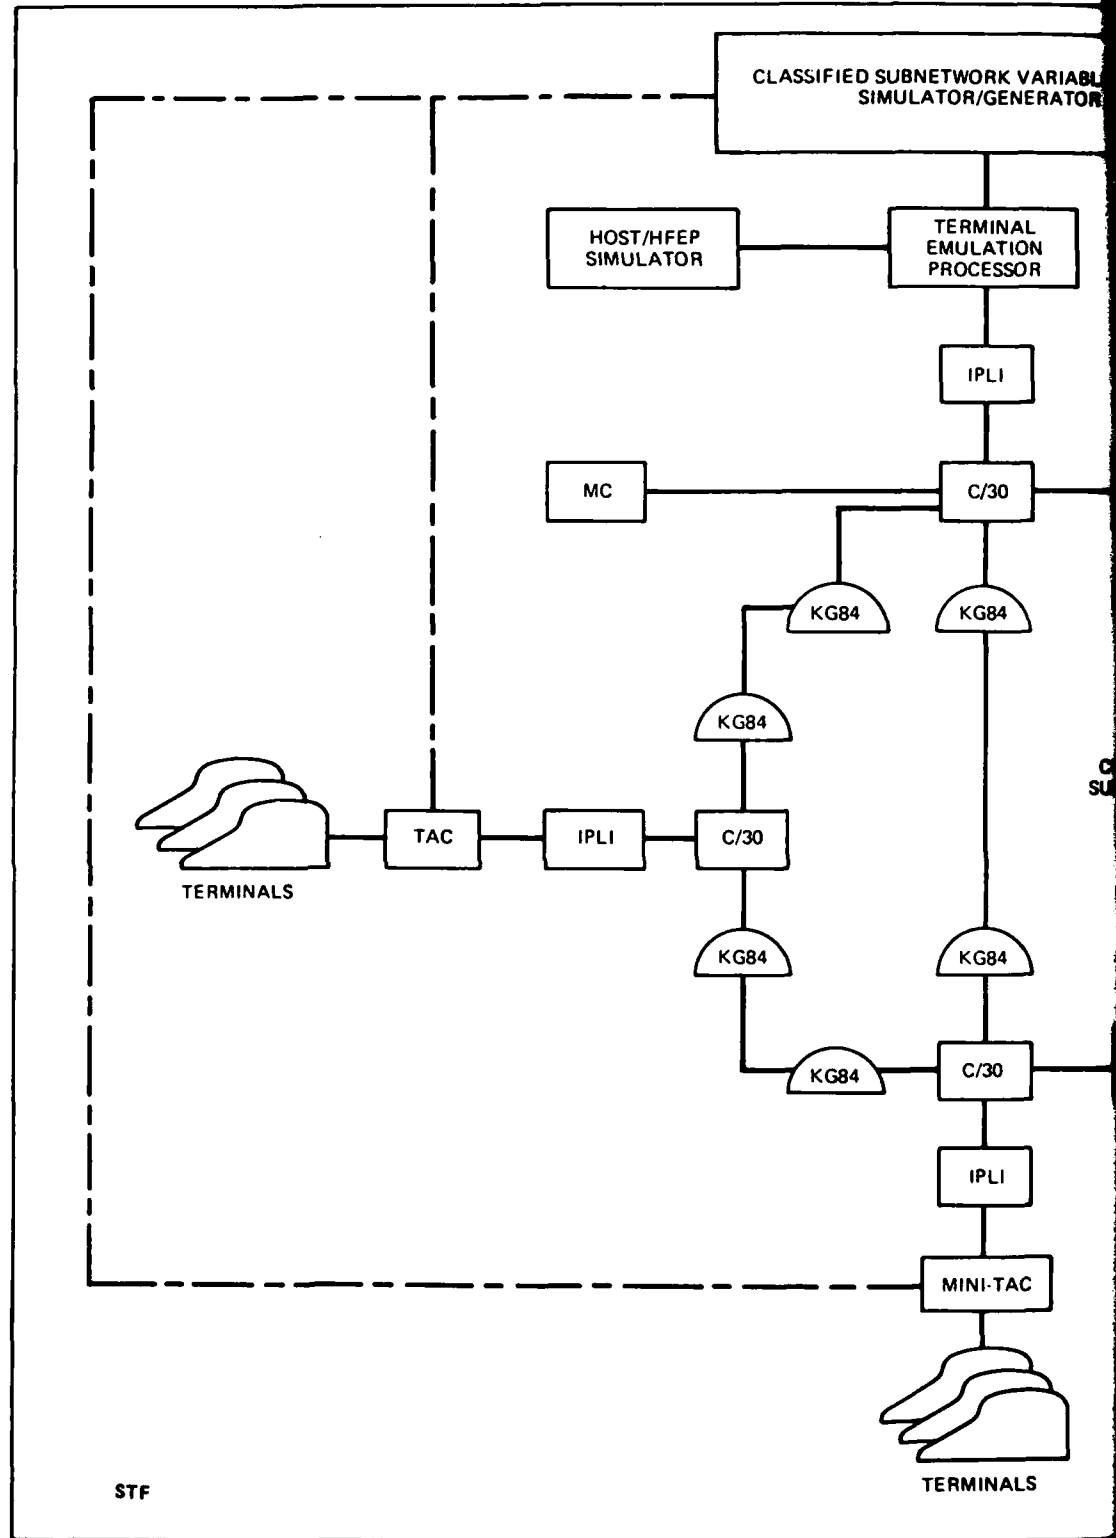 CLASSIFIED SUBNETWORK
SIMULATOR/GENERATOR
HOST/HFEP
SIMULATOR
TERMINAL
EMULATION
PROCESSOR
IPLI
MC
C/30
KG84
KG84
KG84
TERMINALS
TAC
IPLI
C/30
KG84
KG84
KG84
C/30
IPLI
MINI-TAC
TERMINALS
STF